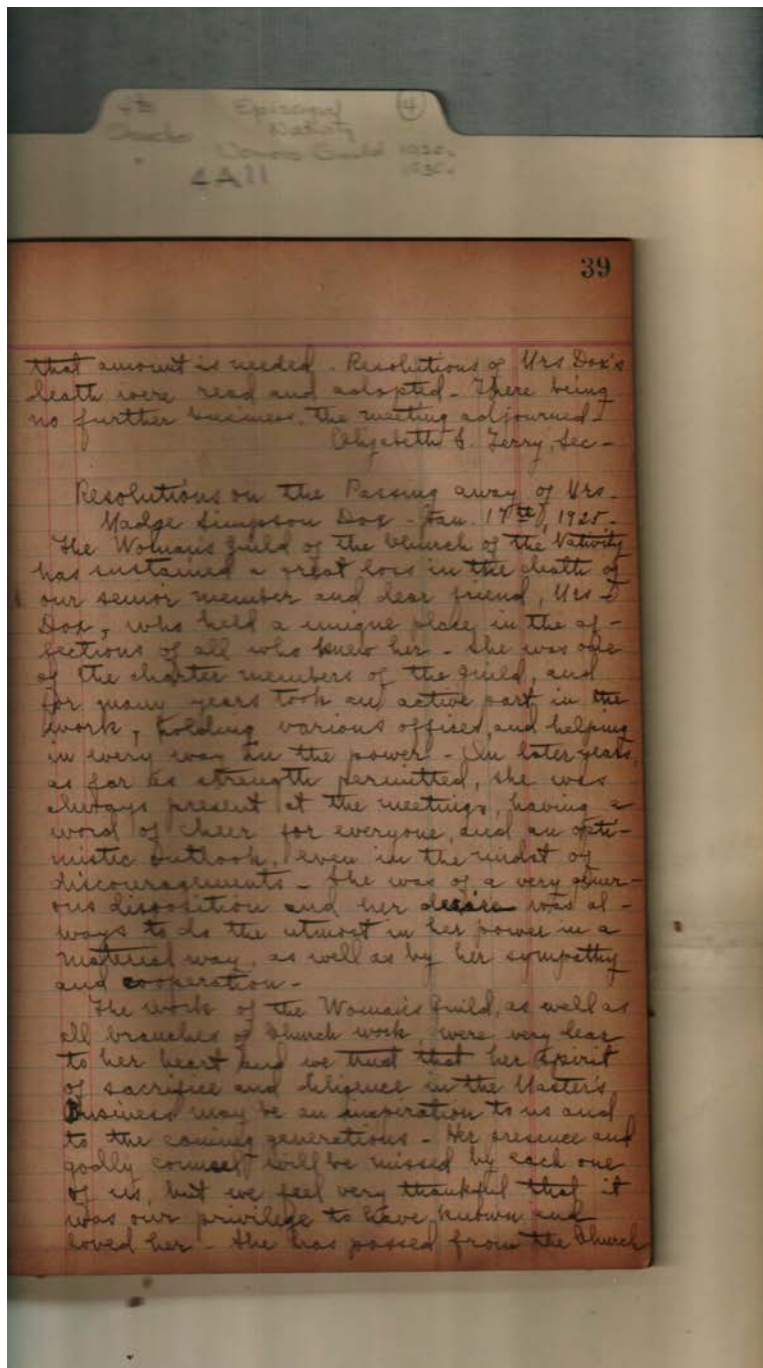 Episcopal (4)
Nativity
Womens Guild 1920s
1930s
4A11
39
that amount is needed. Resolutions of Mrs Dox's
death were read and adopted - There being
no further business, the meeting adjourned -
Elizabeth S. Terry, Sec -
Resolutions on the Passing away of Mrs -
Madge Simpson Dox - Jan. 17th, 1925 -
The Woman's Guild of the Church of the Nativity
has sustained a great loss in the death of
our senior member and dear friend, Mrs -
Dox, who held a unique place in the af-
fections of all who knew her - She was one
of the charter members of the guild, and
for many years took an active part in the
work, holding various offices, and helping
in every way in the power - In later years,
as far as strength permitted, she was
always present at the meetings, having a
word of cheer for everyone, and an opti-
mistic outlook, even in the midst of
discouragements - She was of a very gener-
ous disposition and her desire was al-
ways to do the utmost in her power in a
material way, as well as by her sympathy
and cooperation -
The work of the Woman's Guild, as well as
all branches of Church work, were very dear
to her heart and we trust that her spirit
of sacrifice and diligence in the Master's
Business may be an insperation to us and
to the coming generations - Her presence and
godly counsel will be missed by each one
of us, but we feel very thankful that it
was our privilege to have known and
loved her - She has passed from the Church